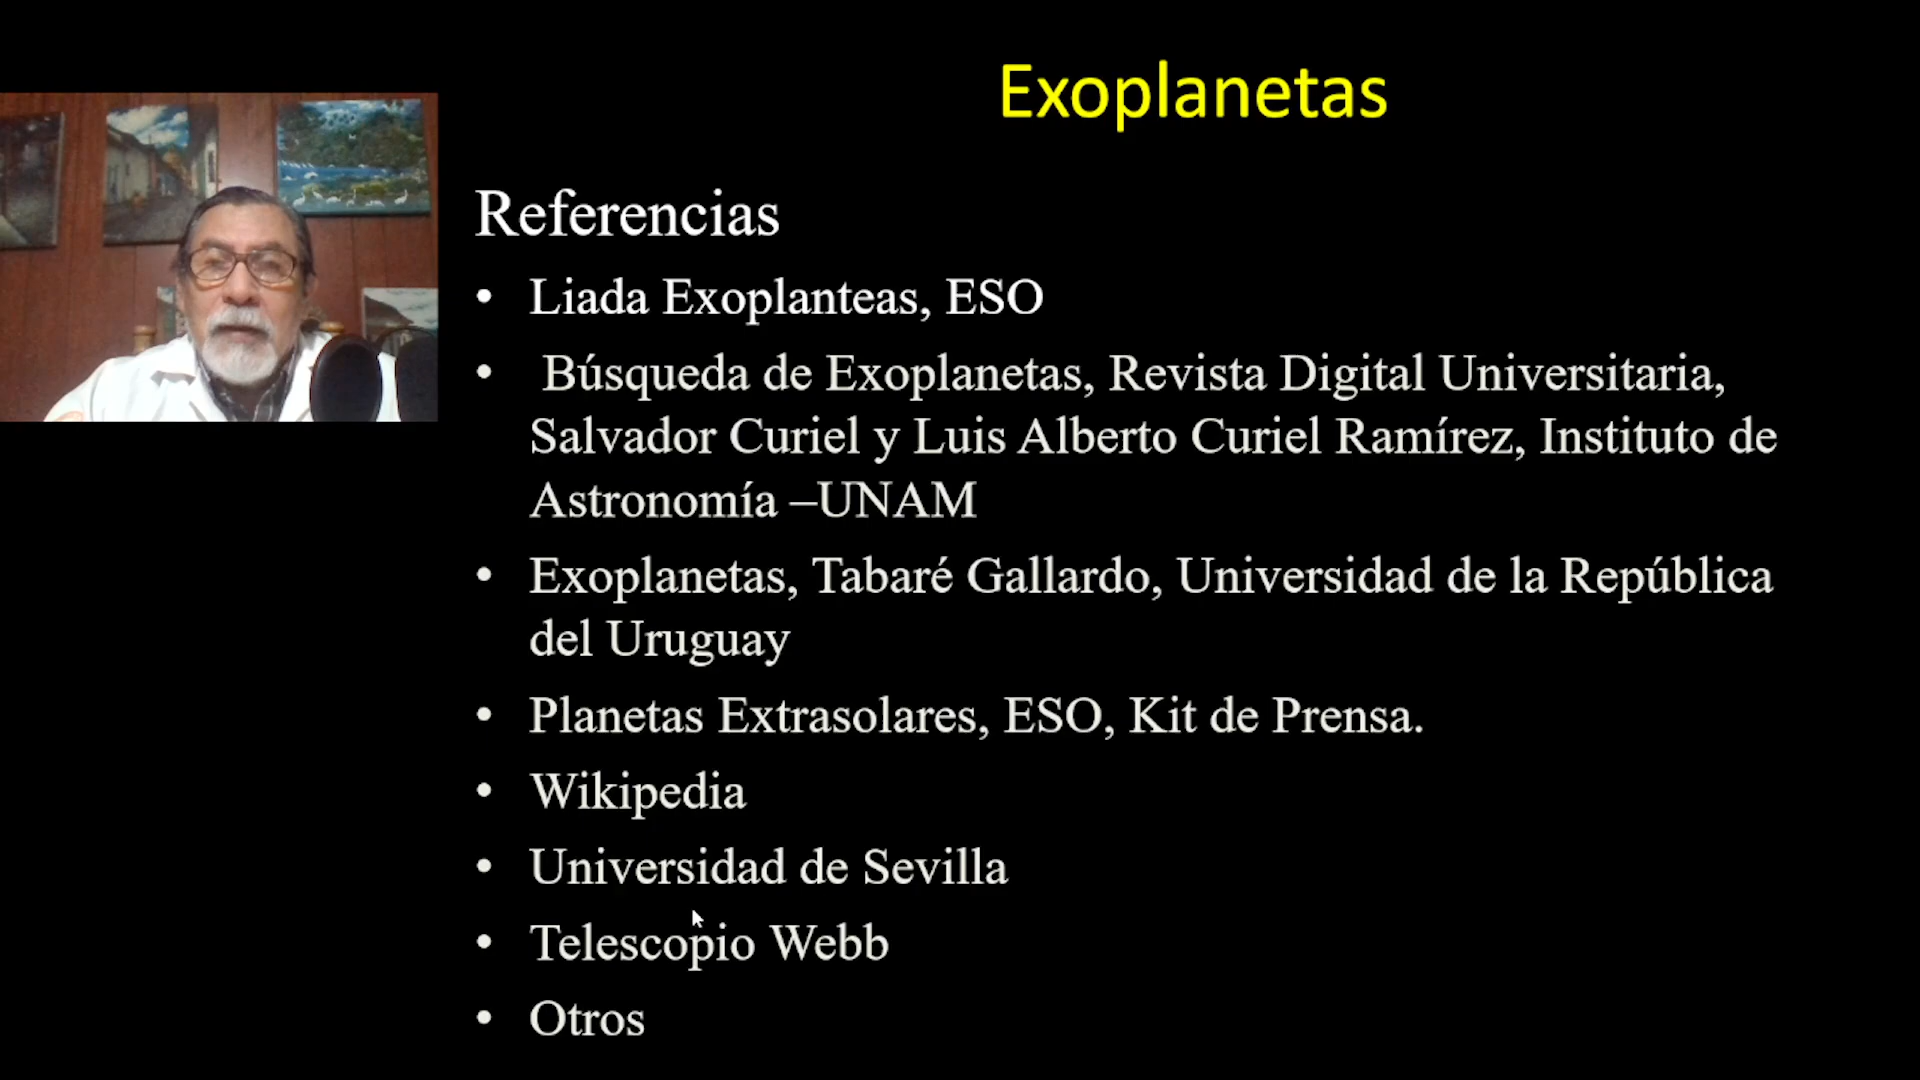 Exoplanetas
Referencias
• Liada Exoplanteas, ESO
• Búsqueda de Exoplanetas, Revista Digital Universitaria,
Salvador Curiel y Luis Alberto Curiel Ramírez, Instituto de
Astronomía –UNAM
• Exoplanetas, Tabaré Gallardo, Universidad de la República
del Uruguay
• Planetas Extrasolares, ESO, Kit de Prensa.
• Wikipedia
• Universidad de Sevilla
• Telescopio Webb
• Otros